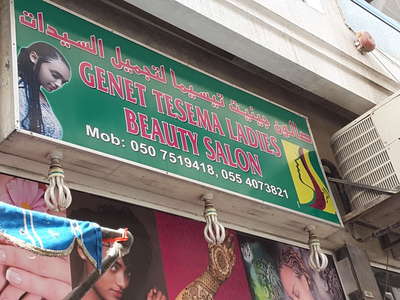 صالون جينيت تيسيما لتجميل السيدات
GENET TESEMA LADIES
BEAUTY SALON
Mob: 050 7519418, 055 4073821